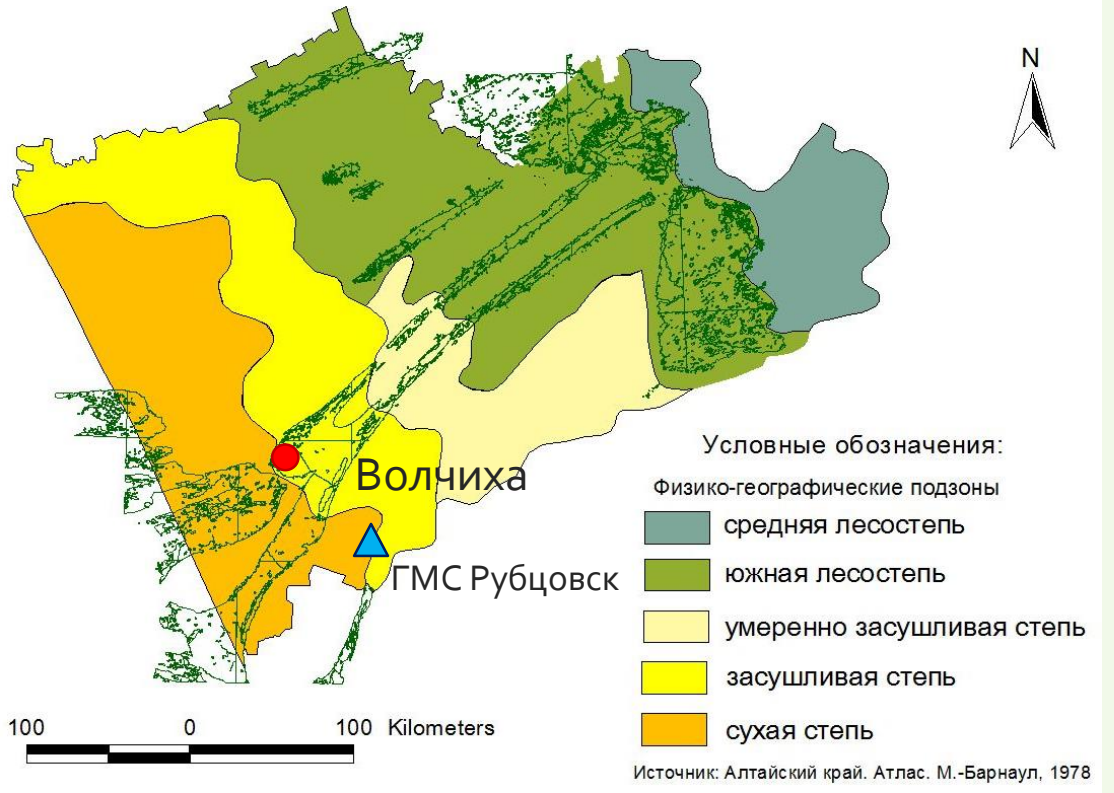 N
Волчиха
ГМС Рубцовск
Условные обозначения:
Физико-географические подзоны
средняя лесостепь
южная лесостепь
умеренно засушливая степь
засушливая степь
сухая степь
100 0 100 Kilometers
Источник: Алтайский край. Атлас. М.-Барнаул, 1978